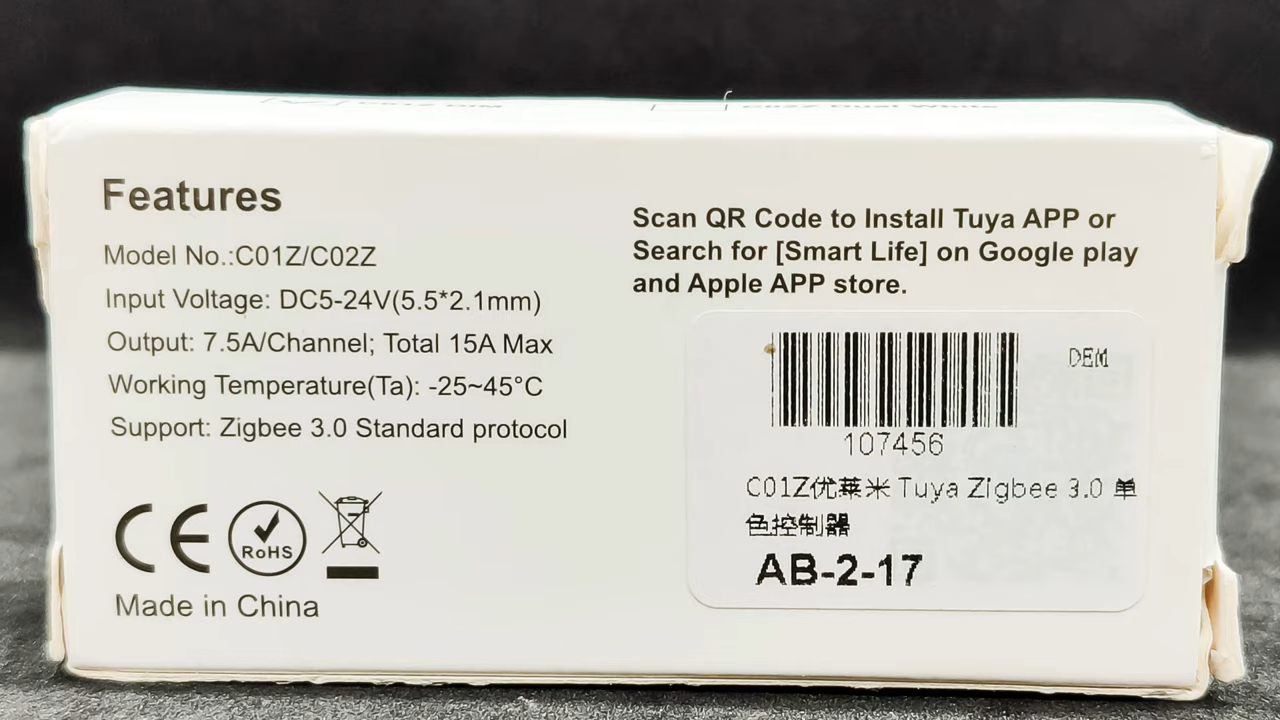 Features
Model No.:C01Z/C02Z
Input Voltage: DC5-24V(5.5*2.1mm)
Output: 7.5A/Channel; Total 15A Max
Working Temperature(Ta): -25~45°C
Support: Zigbee 3.0 Standard protocol
CE
RoHS
Made in China
Scan QR Code to Install Tuya APP or
Search for [Smart Life] on Google play
and Apple APP store.
DEM
107456
C01Z优莱米 Tuya Zigbee 3.0 单
色控制器
AB-2-17